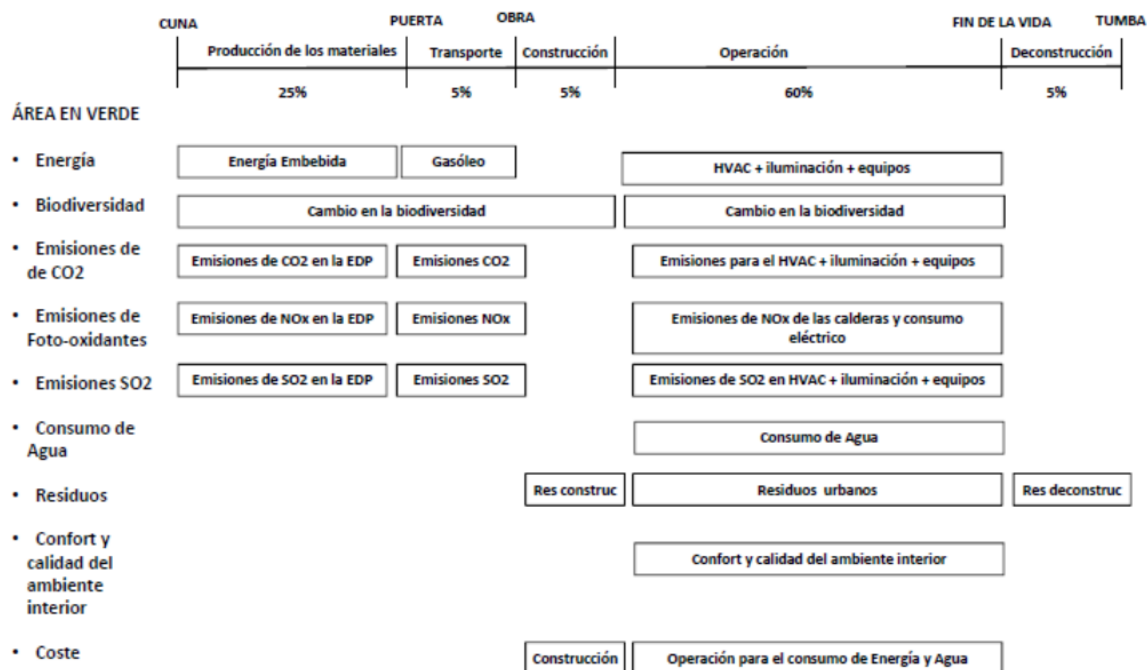 CUNA PUERTA OBRA FIN DE LA VIDA TUMBA
Producción de los materiales Transporte Construcción Operación Deconstrucción
25% 5% 5% 60% 5%
ÁREA EN VERDE
• Energía
Energía Embebida Gasóleo HVAC + iluminación + equipos
• Biodiversidad
Cambio en la biodiversidad Cambio en la biodiversidad
• Emisiones de
de CO2
Emisiones de CO2 en la EDP Emisiones CO2 Emisiones para el HVAC + iluminación + equipos
• Emisiones de
Foto-oxidantes
Emisiones de NOx en la EDP Emisiones NOx Emisiones de NOx de las calderas y consumo
eléctrico
• Emisiones SO2
Emisiones de SO2 en la EDP Emisiones SO2 Emisiones de SO2 en HVAC + iluminación + equipos
• Consumo de
Agua
Consumo de Agua
• Residuos
Res construc Residuos urbanos Res deconstruc
• Confort y
calidad del
ambiente
interior
Confort y calidad del ambiente interior
• Coste
Construcción Operación para el consumo de Energía y Agua